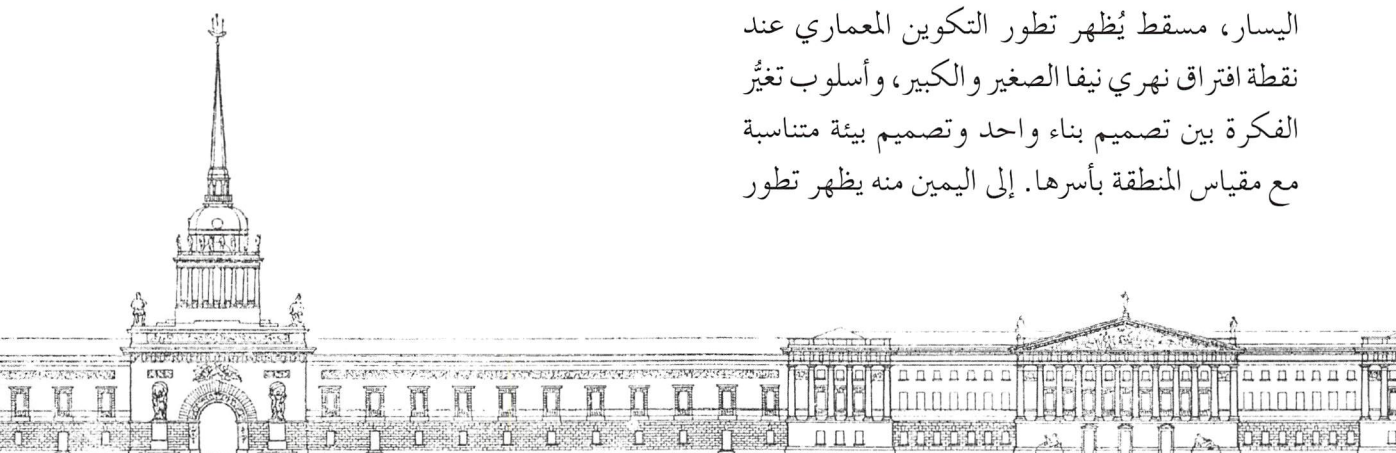 اليسار، مسقط يُظهر تطور التكوين المعماري عند
نقطة افتراق نهري نيفا الصغير والكبير، وأسلوب تغيُّر
الفكرة بين تصميم بناء واحد وتصميم بيئة متناسبة
مع مقياس المنطقة بأسرها. إلى اليمين منه يظهر تطور